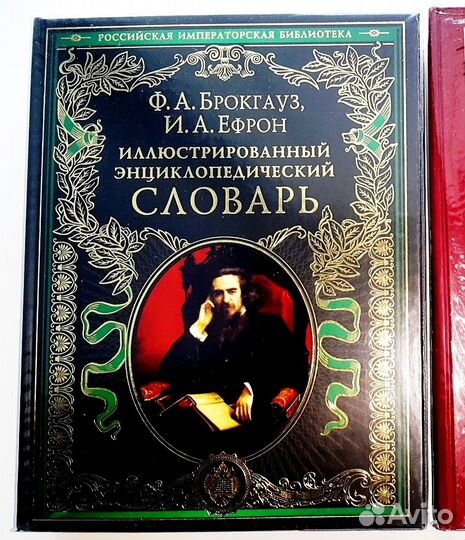 РОССИЙСКАЯ ИМПЕРАТОРСКАЯ БИБЛИОТЕКА
Ф. А. БРОКГАУЗ,
И. А. ЕФРОН
ИЛЛЮСТРИРОВАННЫЙ
ЭНЦИКЛОПЕДИЧЕСКИЙ
СЛОВАРЬ
Avito